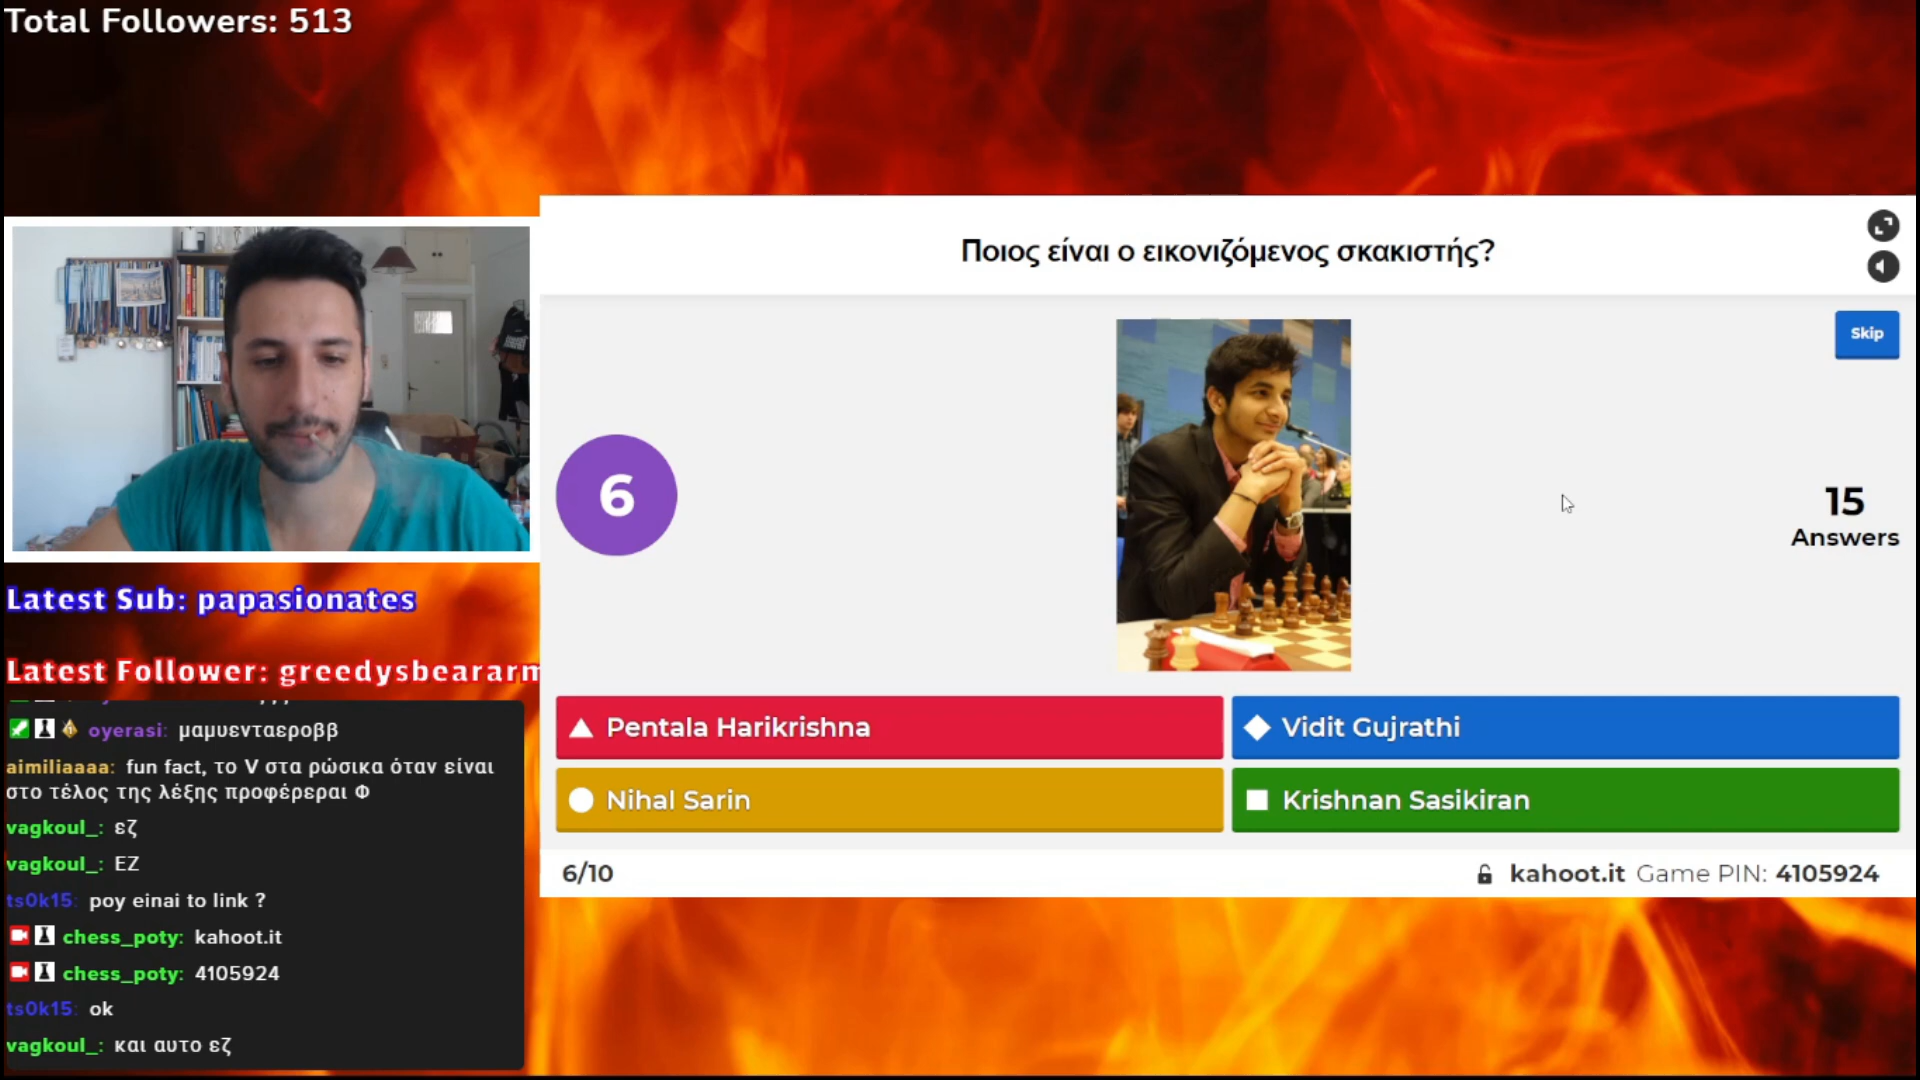 Total Followers: 513
Ποιος είναι ο εικονιζόμενος σκακιστής?
Skip
6
15
Answers
Latest Sub: papasionates
Latest Follower: greedysbeararm
oyerasi: μαμυενταεροββ
aimiliaaaa: fun fact, το V στα ρώσικα όταν είναι
στο τέλος της λέξης προφέρεραι Φ
vagkoul_: εζ
vagkoul_: EZ
ts0k15: poy einai to link ?
chess_poty: kahoot.it
chess_poty: 4105924
ts0k15: ok
vagkoul_: και αυτο εζ
Pentala Harikrishna
Vidit Gujrathi
Nihal Sarin
Krishnan Sasikiran
6/10
kahoot.it Game PIN: 4105924